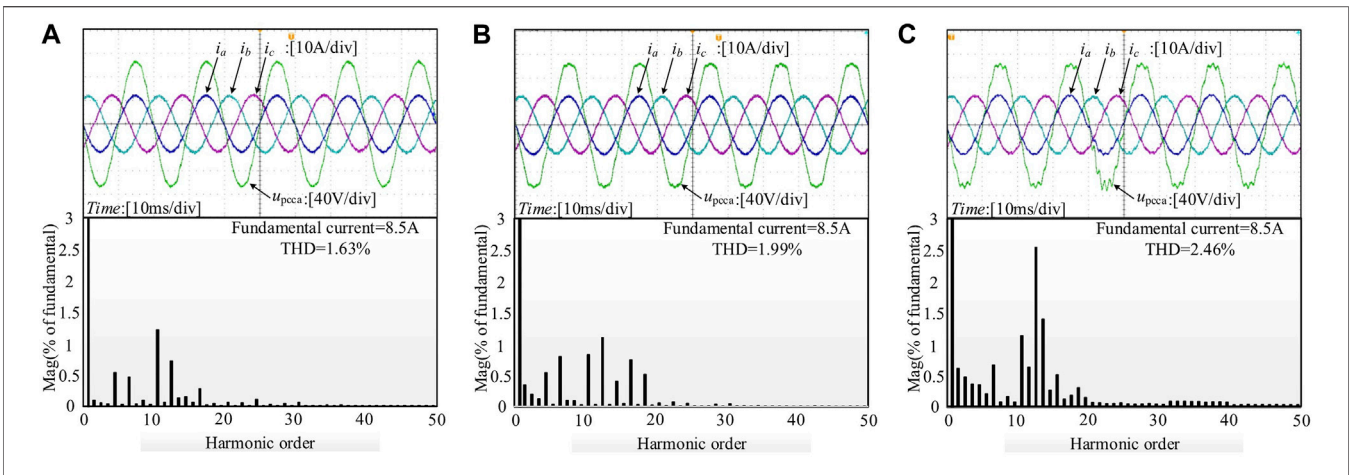 A
i_a i_b i_c :[10A/div]
u_pcca:[40V/div]
Time:[10ms/div]
3
2.5
2
1.5
1
0.5
0
Mag(% of fundamental)
Fundamental current=8.5A
THD=1.63%
0 10 20 30 40 50
Harmonic order
B
i_a i_b i_c :[10A/div]
u_pcca:[40V/div]
Time:[10ms/div]
3
2.5
2
1.5
1
0.5
0
Mag(% of fundamental)
Fundamental current=8.5A
THD=1.99%
0 10 20 30 40 50
Harmonic order
C
i_a i_b i_c :[10A/div]
u_pcca:[40V/div]
Time:[10ms/div]
3
2.5
2
1.5
1
0.5
0
Mag(% of fundamental)
Fundamental current=8.5A
THD=2.46%
0 10 20 30 40 50
Harmonic order